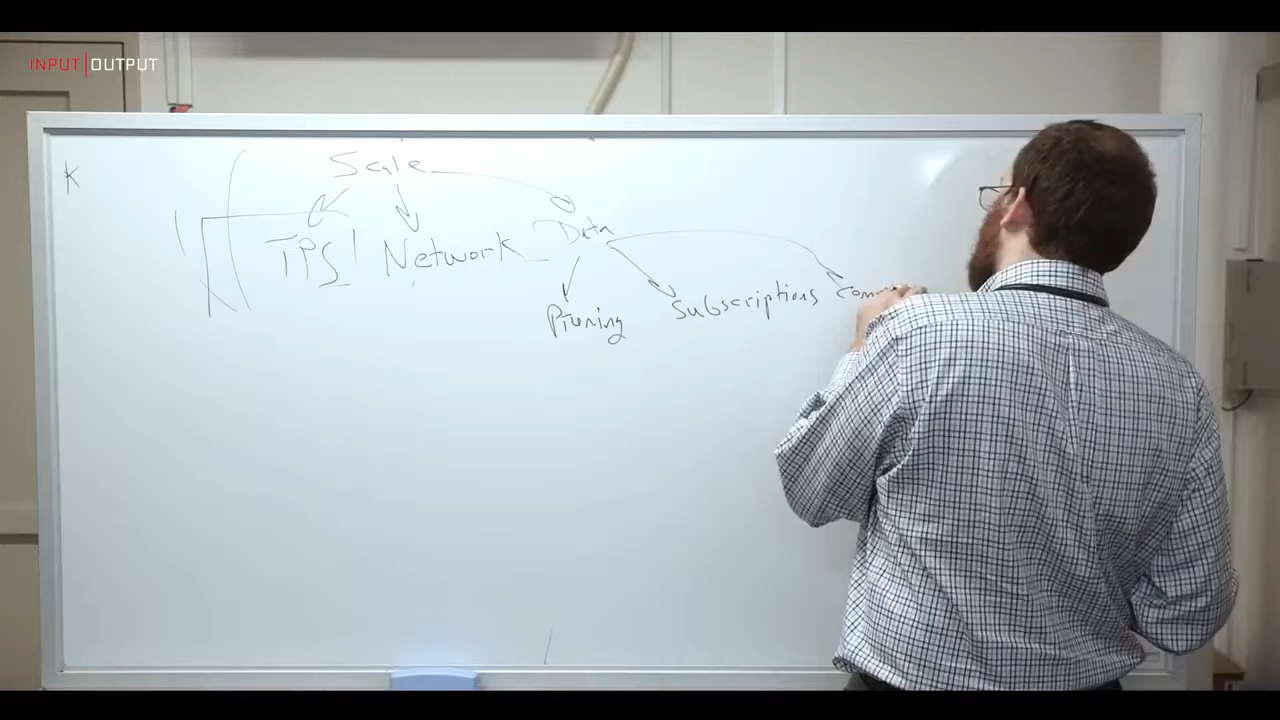 INPUT|OUTPUT
K
Scale
TPS! Network Data
Pruning Subscriptions